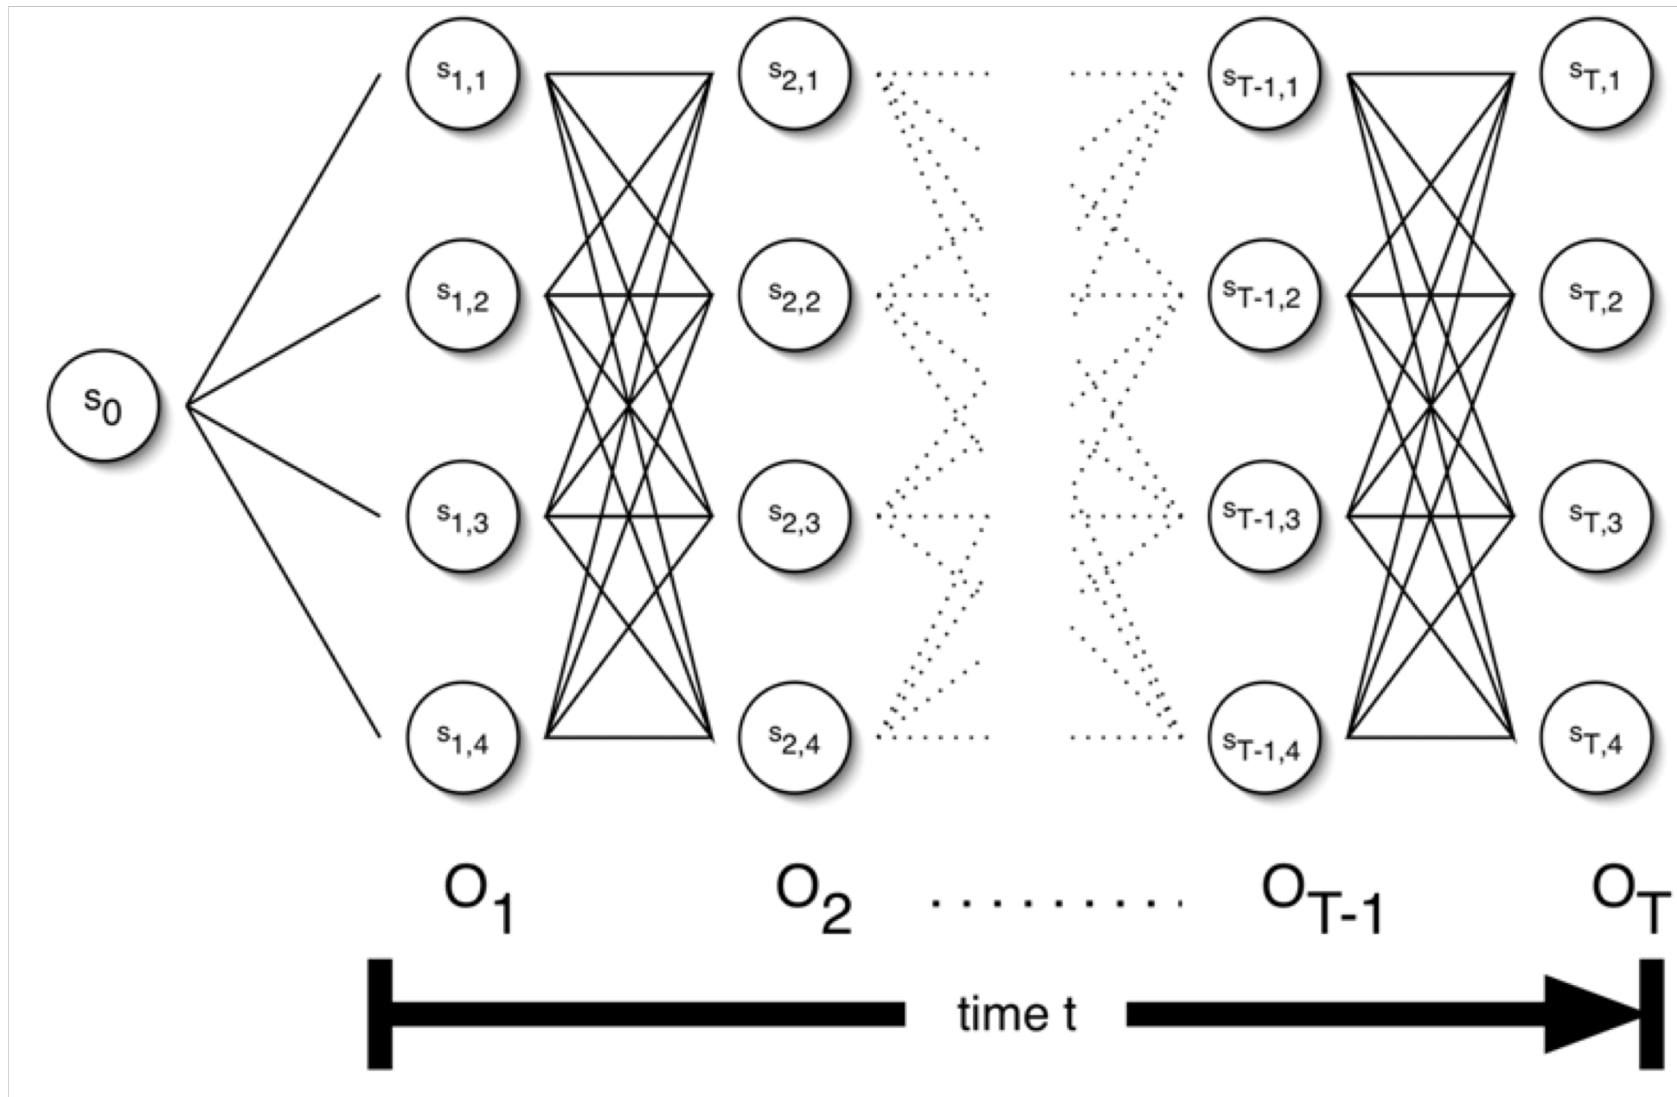 s1,1 s2,1 sT-1,1 sT,1
s1,2 s2,2 sT-1,2 sT,2
s0
s1,3 s2,3 sT-1,3 sT,3
s1,4 s2,4 sT-1,4 sT,4
O1 O2 ......... OT-1 OT
time t